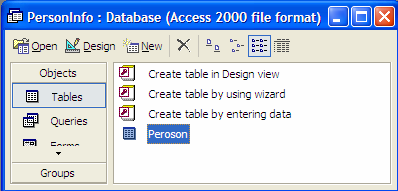 PersonInfo : Database (Access 2000 file format)
Open Design New
Objects
Tables
Queries
Forms
Groups
Create table in Design view
Create table by using wizard
Create table by entering data
Peroson